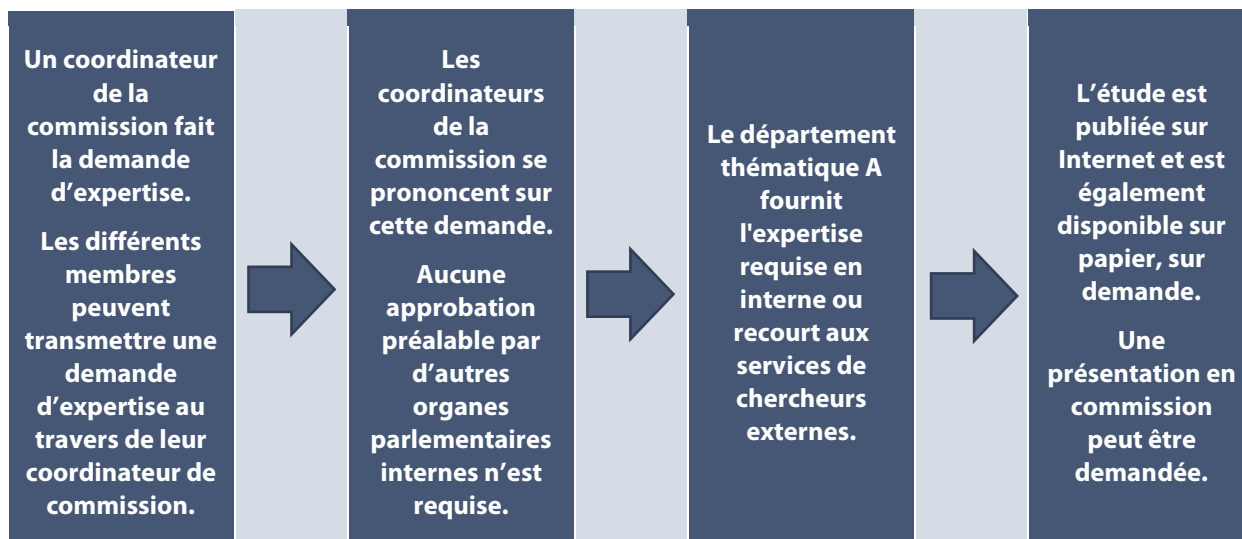 Un coordinateur
de la
commission fait
la demande
d’expertise.
Les différents
membres
peuvent
transmettre une
demande
d’expertise au
travers de leur
coordinateur de
commission.
Les
coordinateurs
de la
commission se
prononcent sur
cette demande.
Aucune
approbation
préalable par
d’autres
organes
parlementaires
internes n’est
requise.
Le département
thématique A
fournit
l'expertise
requise en
interne ou
recourt aux
services de
chercheurs
externes.
L’étude est
publiée sur
Internet et est
également
disponible sur
papier, sur
demande.
Une
présentation en
commission
peut être
demandée.